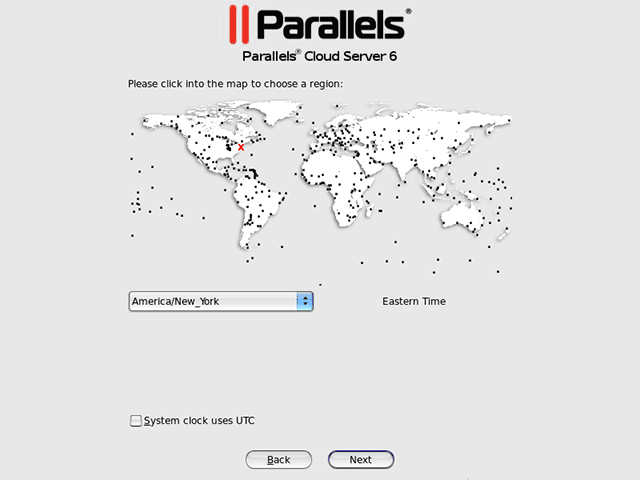 Parallels®
Parallels® Cloud Server 6
Please click into the map to choose a region:
America/New_York
Eastern Time
System clock uses UTC
Back
Next